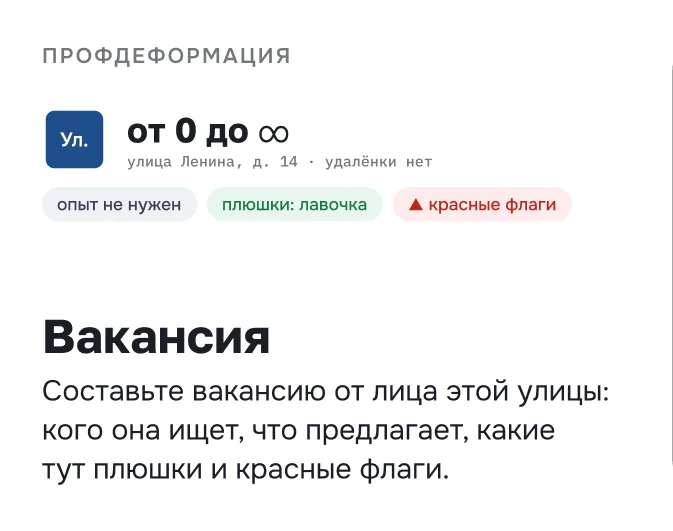 ПРОФДЕФОРМАЦИЯ
Ул.
от 0 до ∞
улица Ленина, д. 14 · удалёнки нет
опыт не нужен
плюшки: лавочка
▲ красные флаги
Вакансия
Составьте вакансию от лица этой улицы:
кого она ищет, что предлагает, какие
тут плюшки и красные флаги.